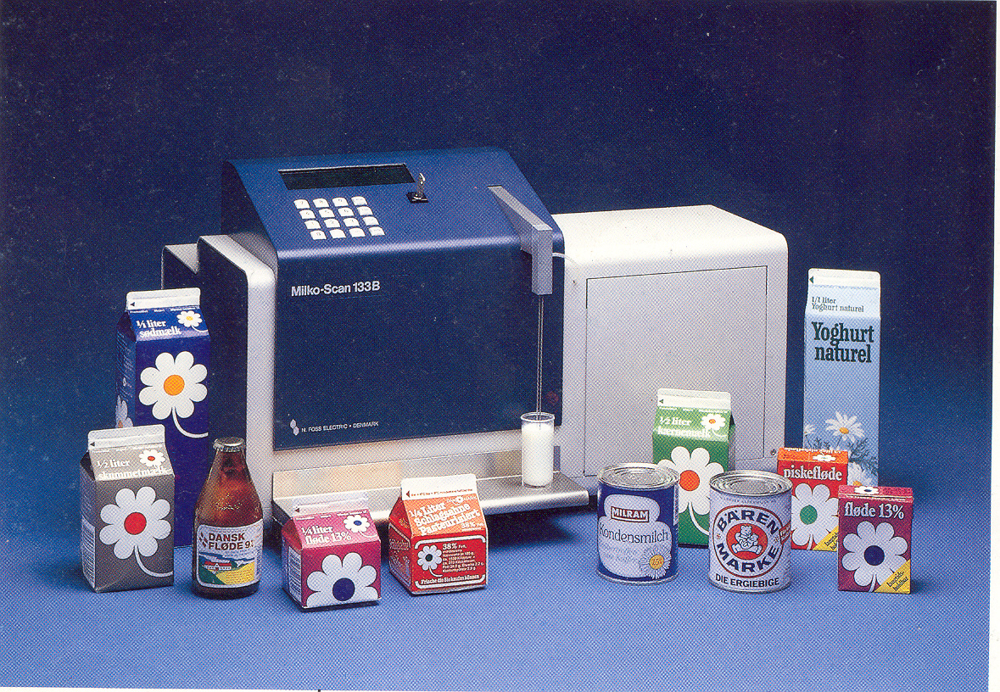 Milko-Scan 133B
N. FOSS ELECTRIC • DENMARK
1/1 liter
sødmælk
1/2 liter
skummetmælk
DANSK
FLØDE 9%
1/4 liter
fløde 13%
1/4 Liter
Schlagsahne
Pasteurisiert
38%
38% Fett
Frische die Sie kaufen können
MILRAM
Kondensmilch
1/2 liter
kærnemælk
BÄREN
MARKE
DIE ERGIEBIGE
1/1 liter
Yoghurt naturel
Yoghurt
naturel
piskefløde
fløde 13%